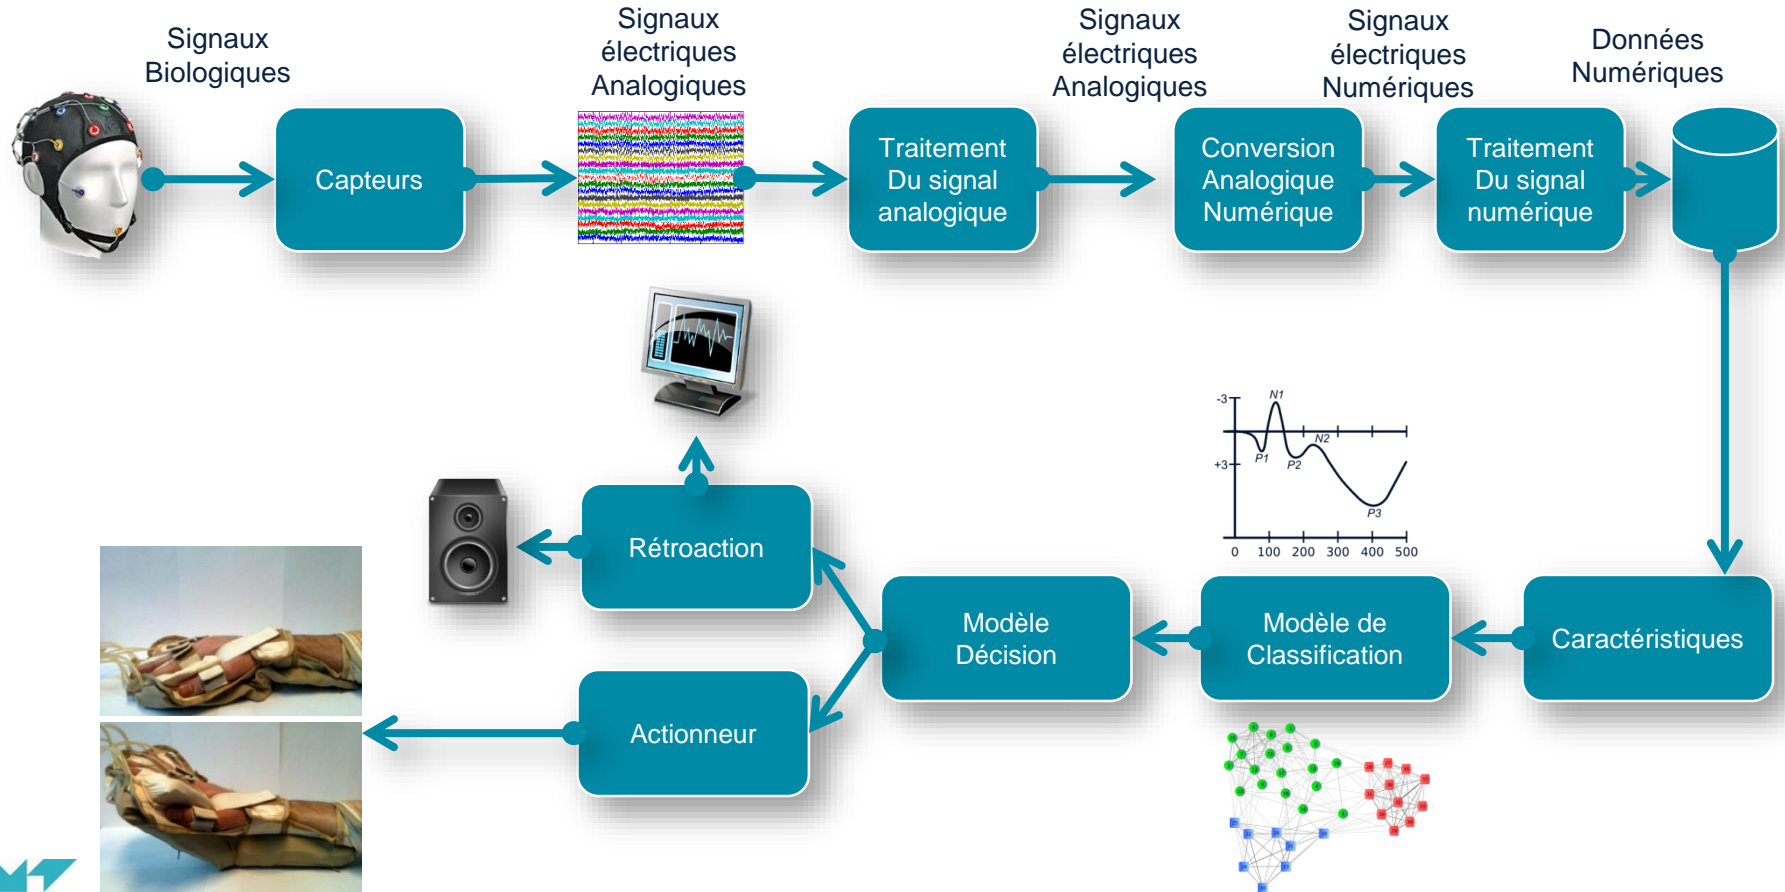 Signaux
Biologiques
Signaux
électriques
Analogiques
Signaux
électriques
Analogiques
Signaux
électriques
Numériques
Données
Numériques
Capteurs
Traitement
Du signal
analogique
Conversion
Analogique
Numérique
Traitement
Du signal
numérique
-3
N1
N2
+3
P1
P2
P3
0 100 200 300 400 500
Rétroaction
Modèle
Décision
Modèle de
Classification
Caractéristiques
Actionneur